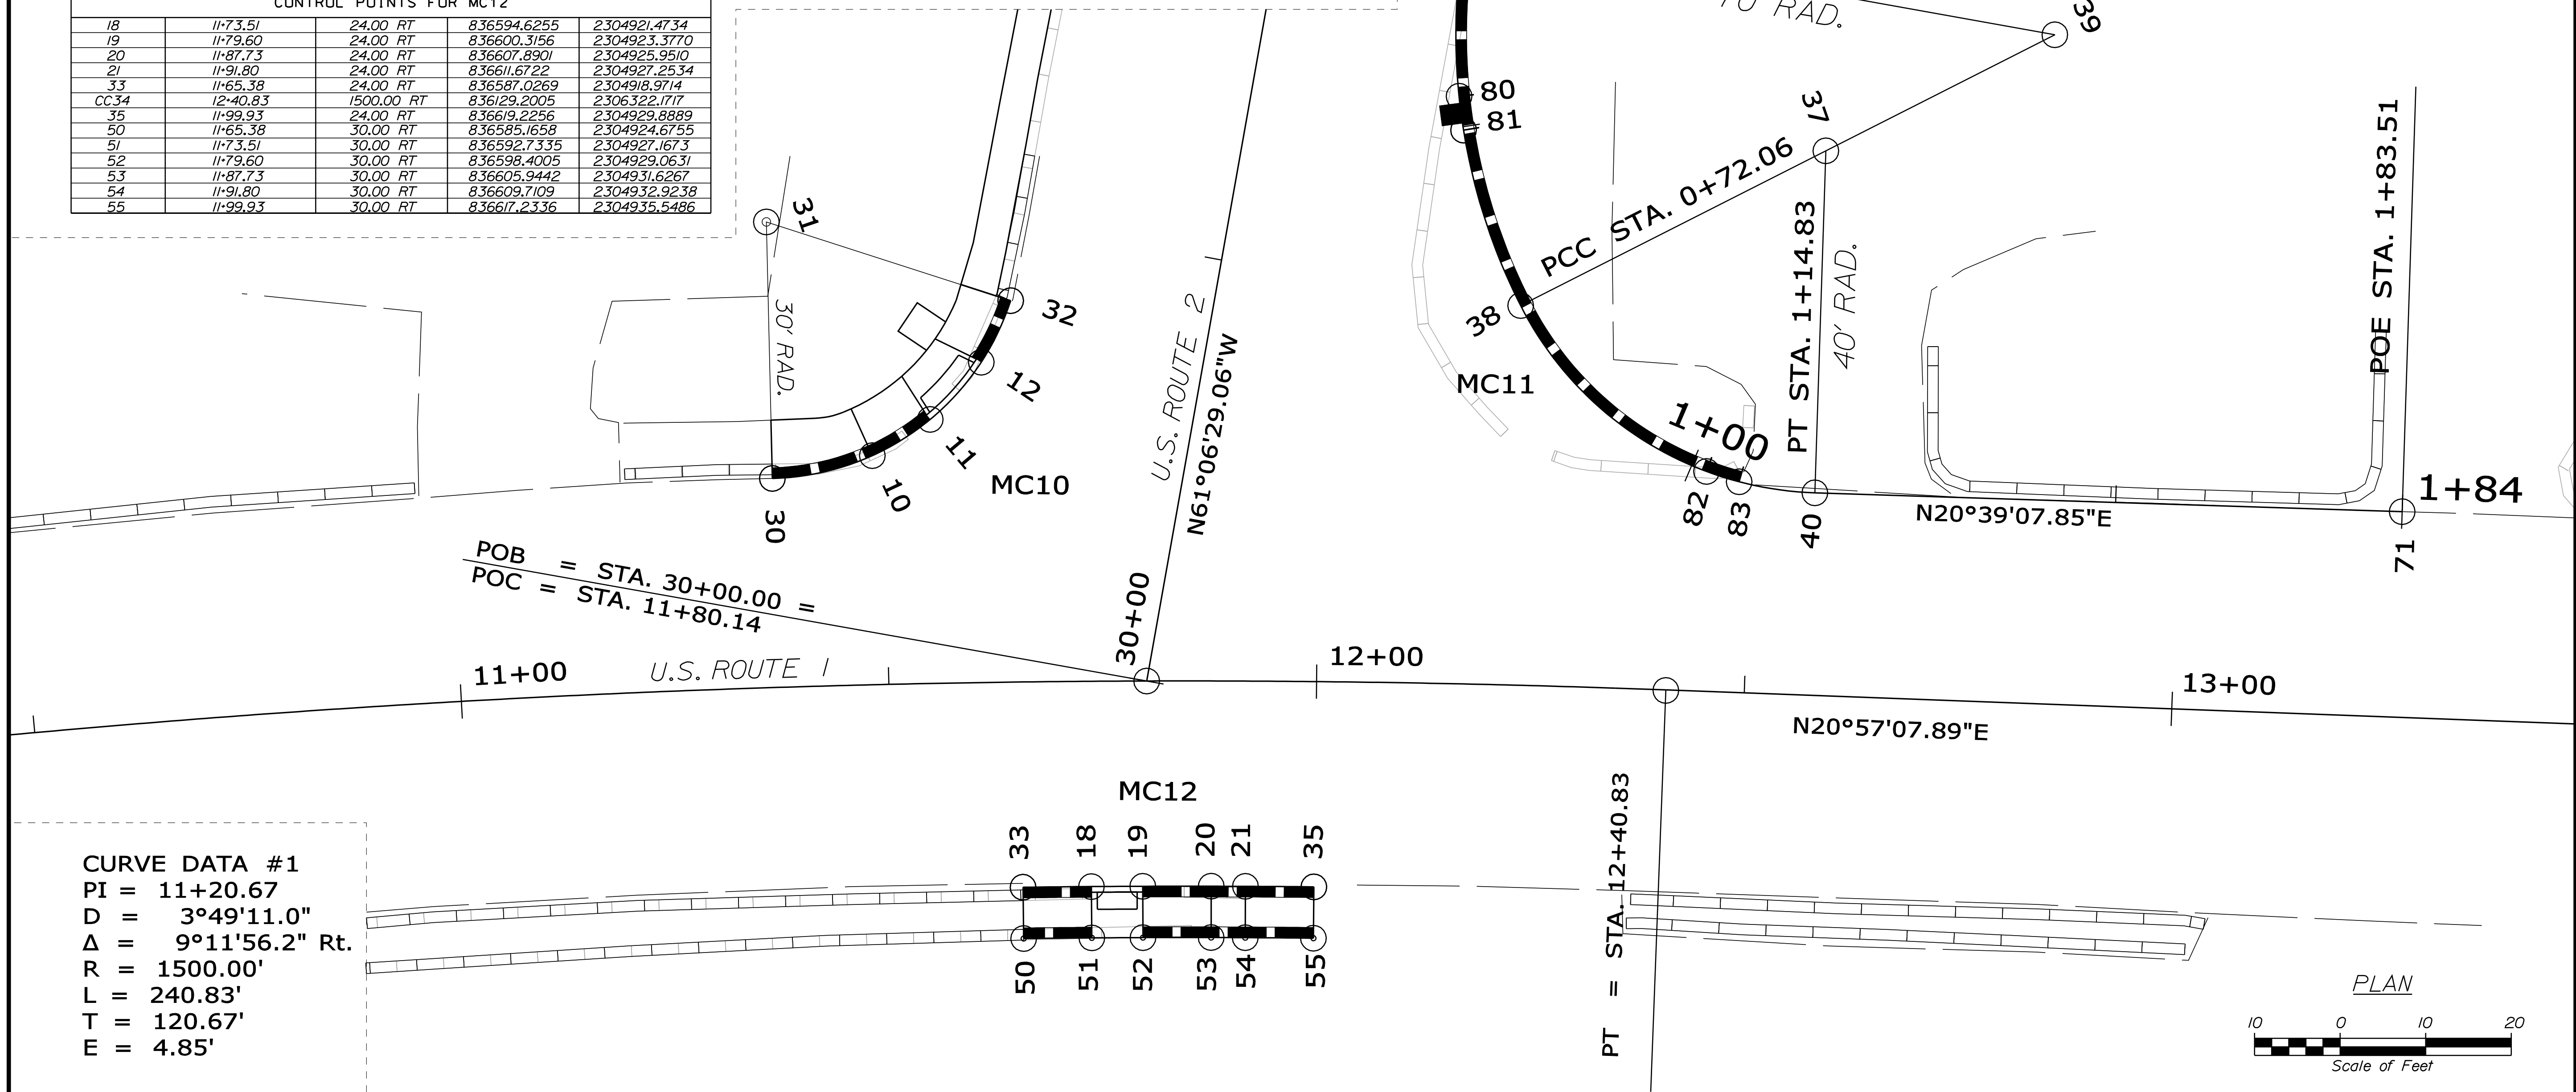 CONTROL POINTS FOR MC12
18 11+73.51 24.00 RT 836594.6255 2304921.4734
19 11+79.60 24.00 RT 836600.3156 2304923.3770
20 11+87.73 24.00 RT 836607.8901 2304925.9510
21 11+91.80 24.00 RT 836611.6722 2304927.2534
33 11+65.38 24.00 RT 836587.0269 2304918.9714
CC34 12+40.83 1500.00 RT 836129.2005 2306322.1717
35 11+99.93 24.00 RT 836619.2256 2304929.8889
50 11+65.38 30.00 RT 836585.1658 2304924.6755
51 11+73.51 30.00 RT 836592.7335 2304927.1673
52 11+79.60 30.00 RT 836598.4005 2304929.0631
53 11+87.73 30.00 RT 836605.9442 2304931.6267
54 11+91.80 30.00 RT 836609.7109 2304932.9238
55 11+99.93 30.00 RT 836617.2336 2304935.5486
31
30' RAD.
32
12
11
10
30
MC10
U.S. ROUTE 2
N61°06'29.06"W
RAD.
39
80
81
37
PCC STA. 0+72.06
38
MC11
PT STA. 1+14.83
40' RAD.
1+00
82
83
40
N20°39'07.85"E
POE STA. 1+83.51
1+84
71
POB = STA. 30+00.00 =
POC = STA. 11+80.14
30+00
11+00
U.S. ROUTE 1
12+00
13+00
N20°57'07.89"E
PT = STA. 12+40.83
MC12
33
18
19
20
21
35
50
51
52
53
54
55
CURVE DATA #1
PI = 11+20.67
D = 3°49'11.0"
Δ = 9°11'56.2" Rt.
R = 1500.00'
L = 240.83'
T = 120.67'
E = 4.85'
PLAN
10 0 10 20
Scale of Feet